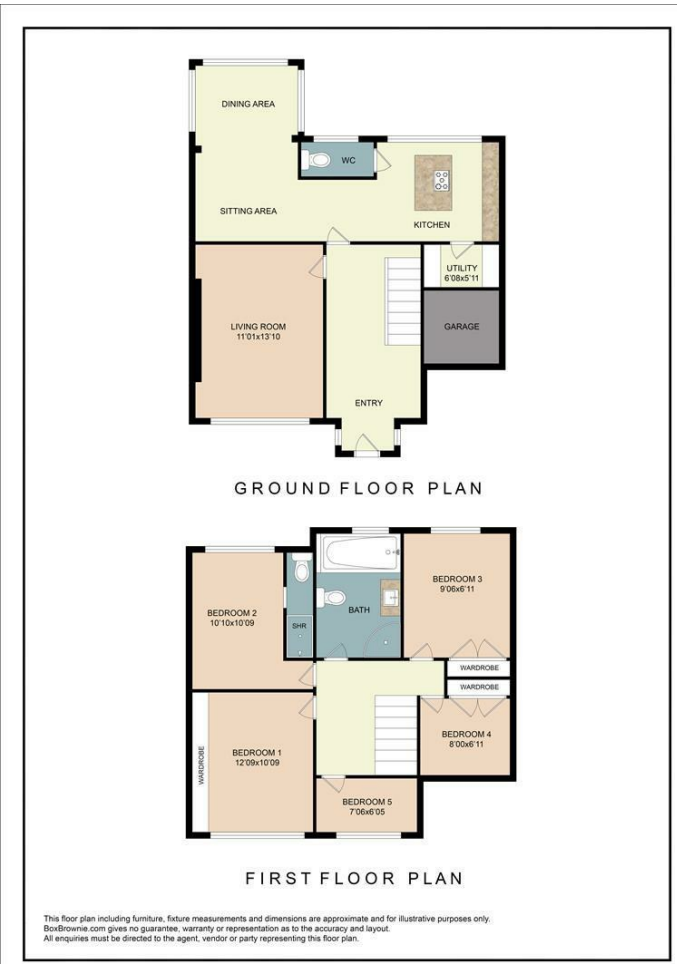 DINING AREA
WC
SITTING AREA
KITCHEN
UTILITY
6'08x5'11
LIVING ROOM
11'01x13'10
GARAGE
ENTRY
GROUND FLOOR PLAN
BEDROOM 3
9'06x6'11
BEDROOM 2
10'10x10'09
BATH
SHR
WARDROBE
WARDROBE
BEDROOM 4
8'00x6'11
WARDROBE
BEDROOM 1
12'09x10'09
BEDROOM 5
7'06x6'05
FIRST FLOOR PLAN
This floor plan including furniture, fixture measurements and dimensions are approximate and for illustrative purposes only.
BoxBrownie.com gives no guarantee, warranty or representation as to the accuracy and layout.
All enquiries must be directed to the agent, vendor or party representing this floor plan.